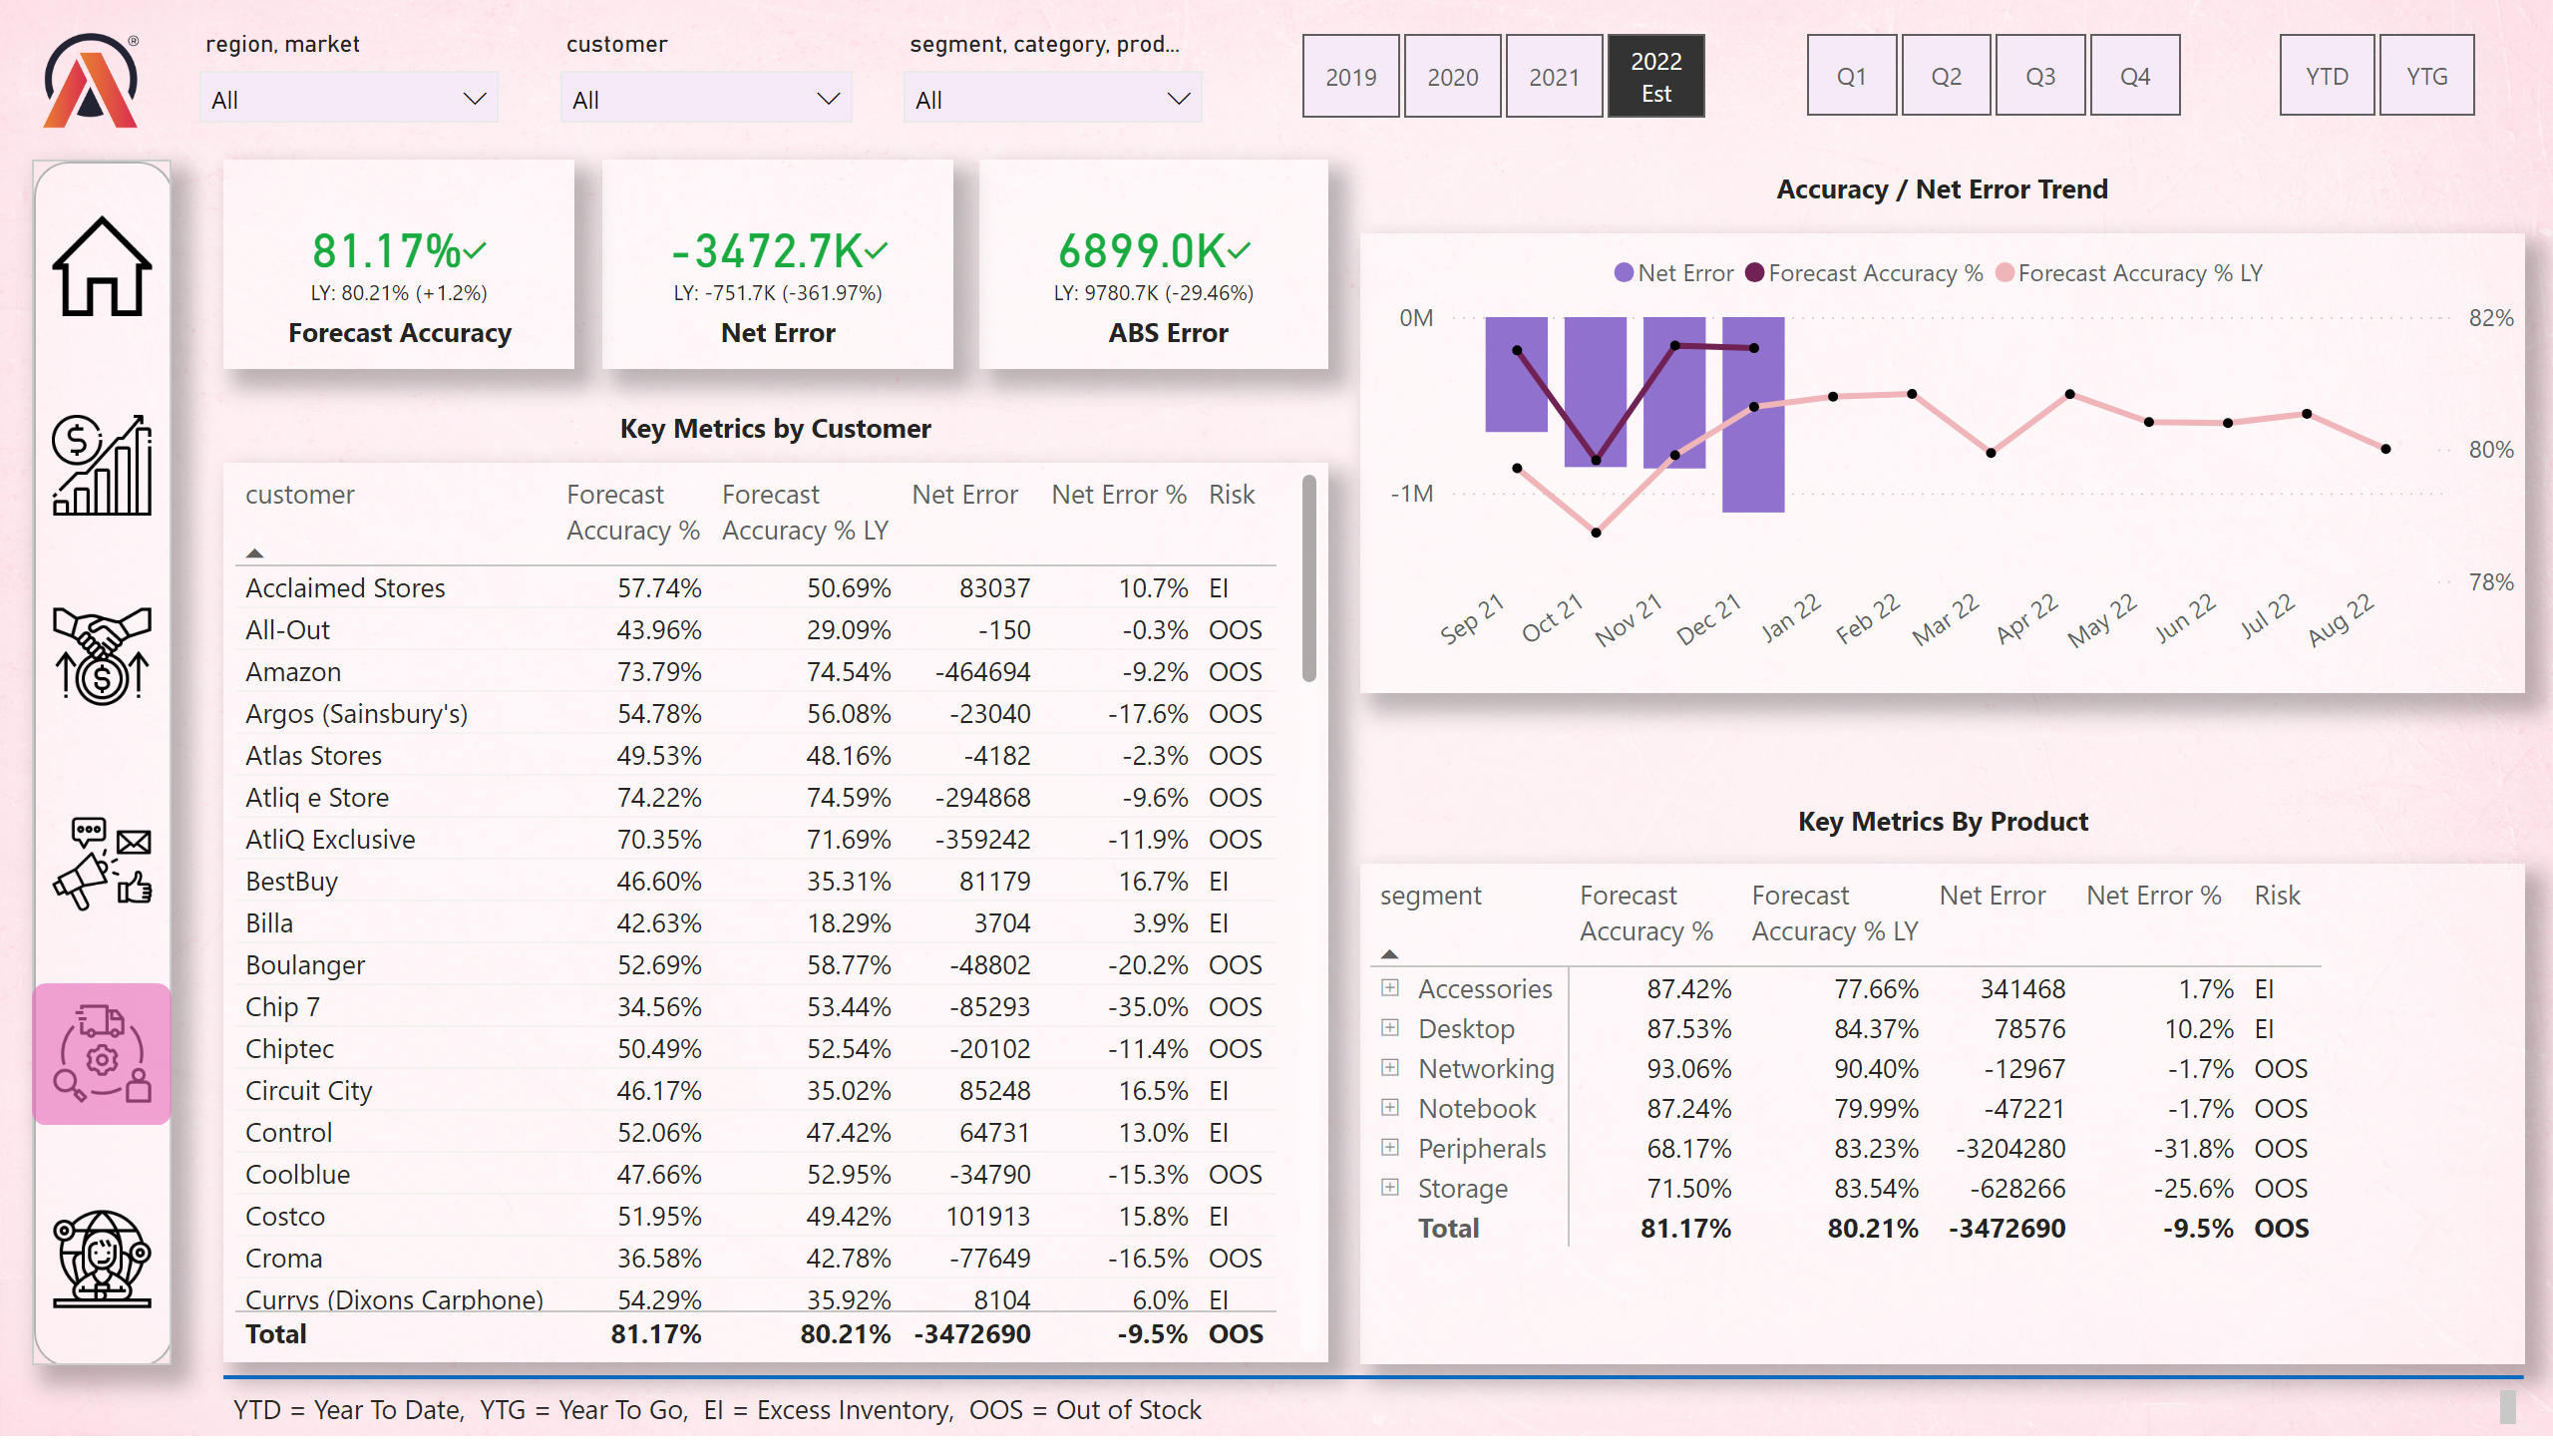 region, market
customer
segment, category, prod...
All
All
All
2019
2020
2021
2022
Est
Q1
Q2
Q3
Q4
YTD
YTG
®
81.17%✓
LY: 80.21% (+1.2%)
Forecast Accuracy
-3472.7K✓
LY: -751.7K (-361.97%)
Net Error
6899.0K✓
LY: 9780.7K (-29.46%)
ABS Error
Accuracy / Net Error Trend
Net Error Forecast Accuracy % Forecast Accuracy % LY
0M
-1M
82%
80%
78%
Sep 21
Oct 21
Nov 21
Dec 21
Jan 22
Feb 22
Mar 22
Apr 22
May 22
Jun 22
Jul 22
Aug 22
Key Metrics by Customer
customer Forecast Accuracy % Forecast Accuracy % LY Net Error Net Error % Risk
Acclaimed Stores 57.74% 50.69% 83037 10.7% EI
All-Out 43.96% 29.09% -150 -0.3% OOS
Amazon 73.79% 74.54% -464694 -9.2% OOS
Argos (Sainsbury's) 54.78% 56.08% -23040 -17.6% OOS
Atlas Stores 49.53% 48.16% -4182 -2.3% OOS
Atliq e Store 74.22% 74.59% -294868 -9.6% OOS
AtliQ Exclusive 70.35% 71.69% -359242 -11.9% OOS
BestBuy 46.60% 35.31% 81179 16.7% EI
Billa 42.63% 18.29% 3704 3.9% EI
Boulanger 52.69% 58.77% -48802 -20.2% OOS
Chip 7 34.56% 53.44% -85293 -35.0% OOS
Chiptec 50.49% 52.54% -20102 -11.4% OOS
Circuit City 46.17% 35.02% 85248 16.5% EI
Control 52.06% 47.42% 64731 13.0% EI
Coolblue 47.66% 52.95% -34790 -15.3% OOS
Costco 51.95% 49.42% 101913 15.8% EI
Croma 36.58% 42.78% -77649 -16.5% OOS
Currys (Dixons Carphone) 54.29% 35.92% 8104 6.0% EI
Total 81.17% 80.21% -3472690 -9.5% OOS
Key Metrics By Product
segment Forecast Accuracy % Forecast Accuracy % LY Net Error Net Error % Risk
Accessories 87.42% 77.66% 341468 1.7% EI
Desktop 87.53% 84.37% 78576 10.2% EI
Networking 93.06% 90.40% -12967 -1.7% OOS
Notebook 87.24% 79.99% -47221 -1.7% OOS
Peripherals 68.17% 83.23% -3204280 -31.8% OOS
Storage 71.50% 83.54% -628266 -25.6% OOS
Total 81.17% 80.21% -3472690 -9.5% OOS
YTD = Year To Date, YTG = Year To Go, EI = Excess Inventory, OOS = Out of Stock